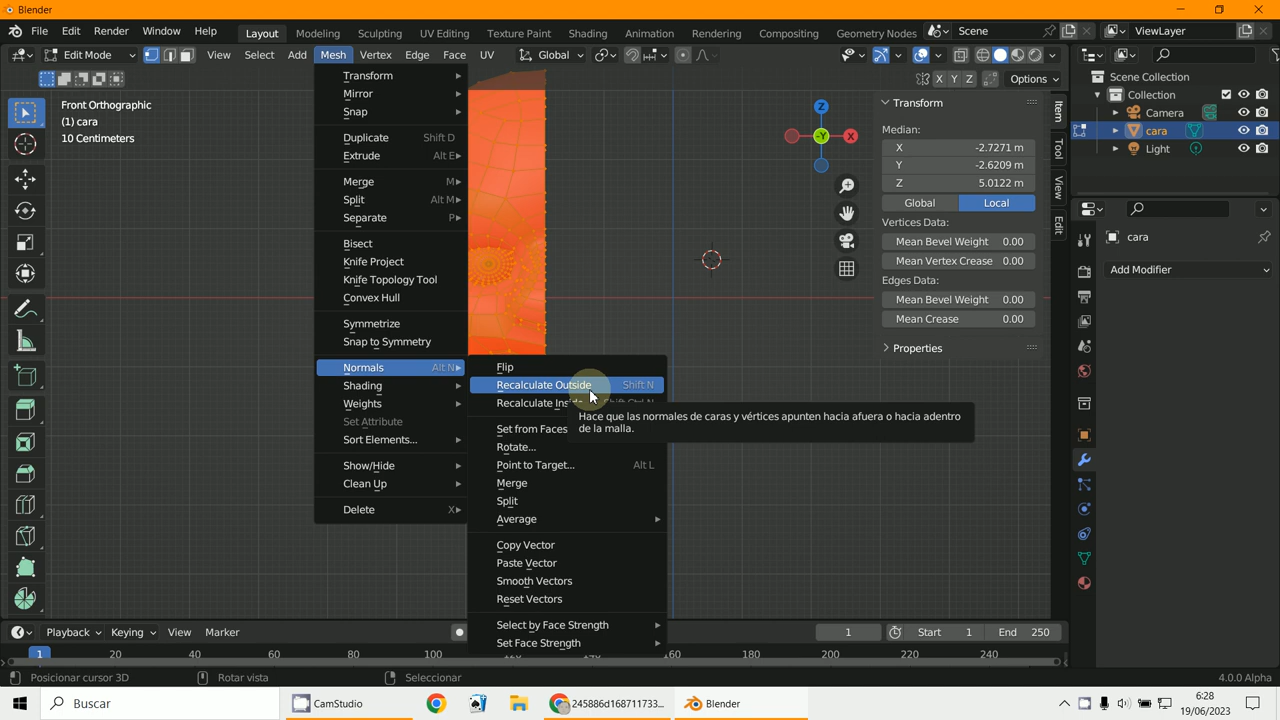 Blender
File Edit Render Window Help Layout Modeling Sculpting UV Editing Texture Paint Shading Animation Rendering Compositing Geometry Nodes Scene ViewLayer
Edit Mode View Select Add Mesh Vertex Edge Face UV Global
X Y Z Options
Front Orthographic
(1) cara
10 Centimeters
Transform
Mirror
Snap
Duplicate Shift D
Extrude Alt E
Merge M
Split Alt M
Separate P
Bisect
Knife Project
Knife Topology Tool
Convex Hull
Symmetrize
Snap to Symmetry
Normals Alt N
Shading
Weights
Set Attribute
Sort Elements...
Show/Hide
Clean Up
Delete X
Flip
Recalculate Outside Shift N
Hace que las normales de caras y vértices apunten hacia afuera o hacia adentro
de la malla.
Set from Faces
Rotate...
Point to Target... Alt L
Merge
Split
Average
Copy Vector
Paste Vector
Smooth Vectors
Reset Vectors
Select by Face Strength
Set Face Strength
Z
-Y
X
Transform
Median:
X -2.7271 m
Y -2.6209 m
Z 5.0122 m
Global Local
Vertices Data:
Mean Bevel Weight 0.00
Mean Vertex Crease 0.00
Edges Data:
Mean Bevel Weight 0.00
Mean Crease 0.00
Properties
Item
Tool
View
Edit
Scene Collection
Collection
Camera
cara
Light
cara
Add Modifier
Playback Keying View Marker 1 Start 1 End 250
1 20 40 60 80 100 160 180 200 220 240
Posicionar cursor 3D Rotar vista Seleccionar 4.0.0 Alpha
Buscar CamStudio 245886d168711733... Blender
6:28
19/06/2023